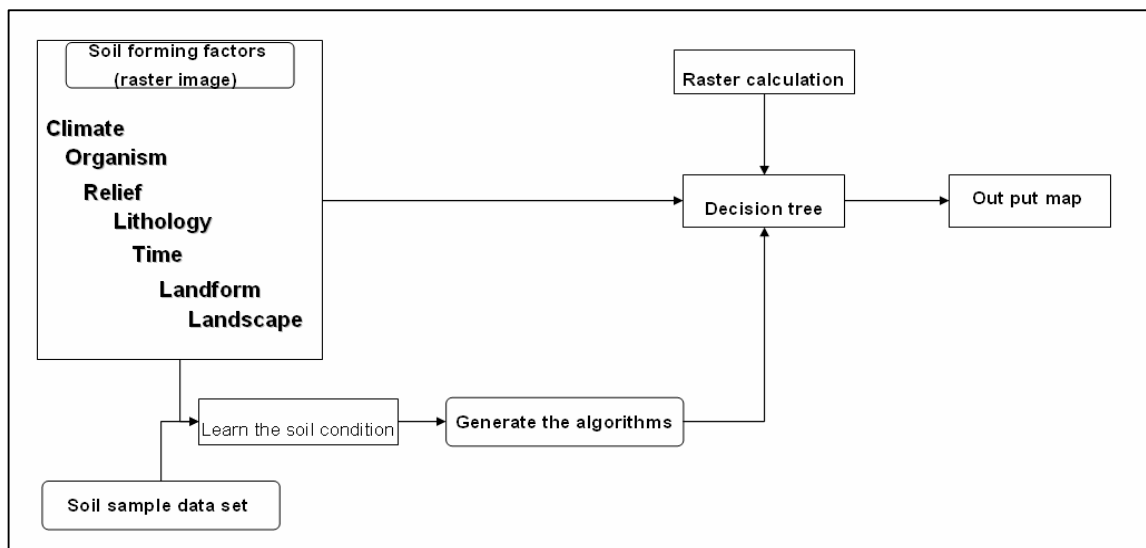 Soil forming factors
(raster image)
Climate
Organism
Relief
Lithology
Time
Landform
Landscape
Raster calculation
Decision tree
Out put map
Learn the soil condition
Generate the algorithms
Soil sample data set